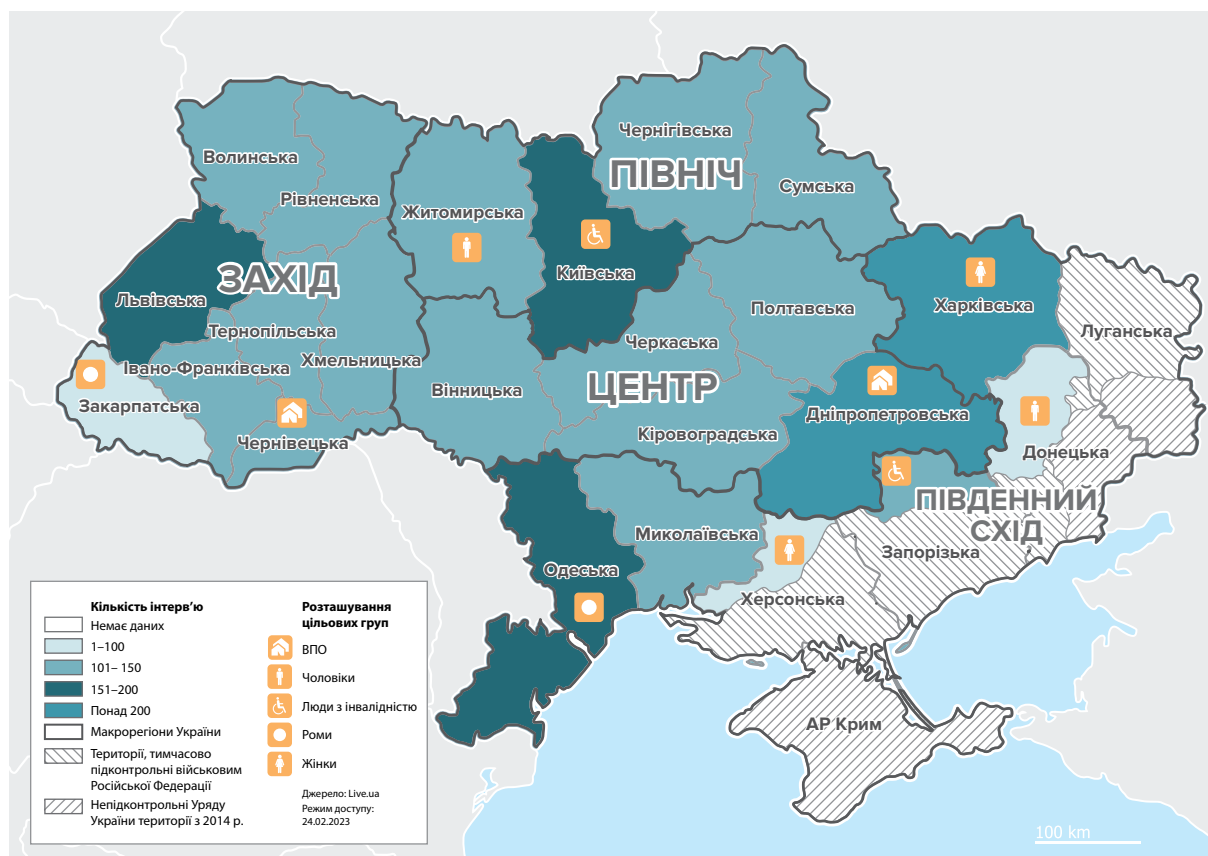 Чернігівська
ПІВНІЧ
Сумська
Волинська
Рівненська
Житомирська
Київська
ЗАХІД
Львівська
Тернопільська
Івано-Франківська
Хмельницька
Закарпатська
Чернівецька
Вінницька
Черкаська
Полтавська
ЦЕНТР
Кіровоградська
Харківська
Луганська
Дніпропетровська
Донецька
ПІВДЕННИЙ
СХІД
Запорізька
Миколаївська
Одеська
Херсонська
АР Крим
Кількість інтерв’ю
Немає даних
1–100
101– 150
151–200
Понад 200
Макрорегіони України
Території, тимчасово
підконтрольні військовим
Російської Федерації
Непідконтрольні Уряду
України території з 2014 р.
Розташування
цільових груп
ВПО
Чоловіки
Люди з інвалідністю
Роми
Жінки
Джерело: Live.ua
Режим доступу:
24.02.2023
100 km